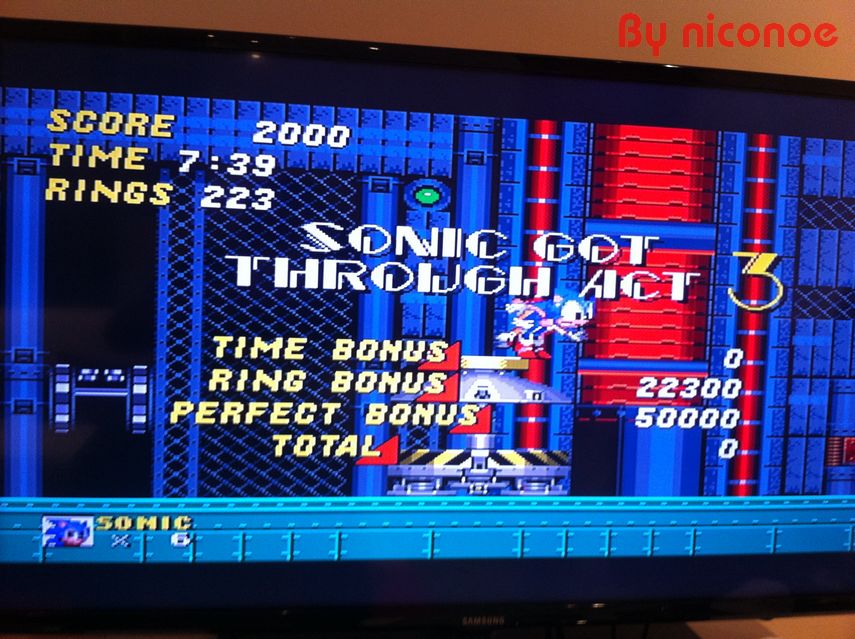 By niconoe
SCORE 2000
TIME 7:39
RINGS 223
SONIC GOT
THROUGH ACT 3
TIME BONUS 0
RING BONUS 22300
PERFECT BONUS 50000
TOTAL 0
SONIC
× 6
SAMSUNG